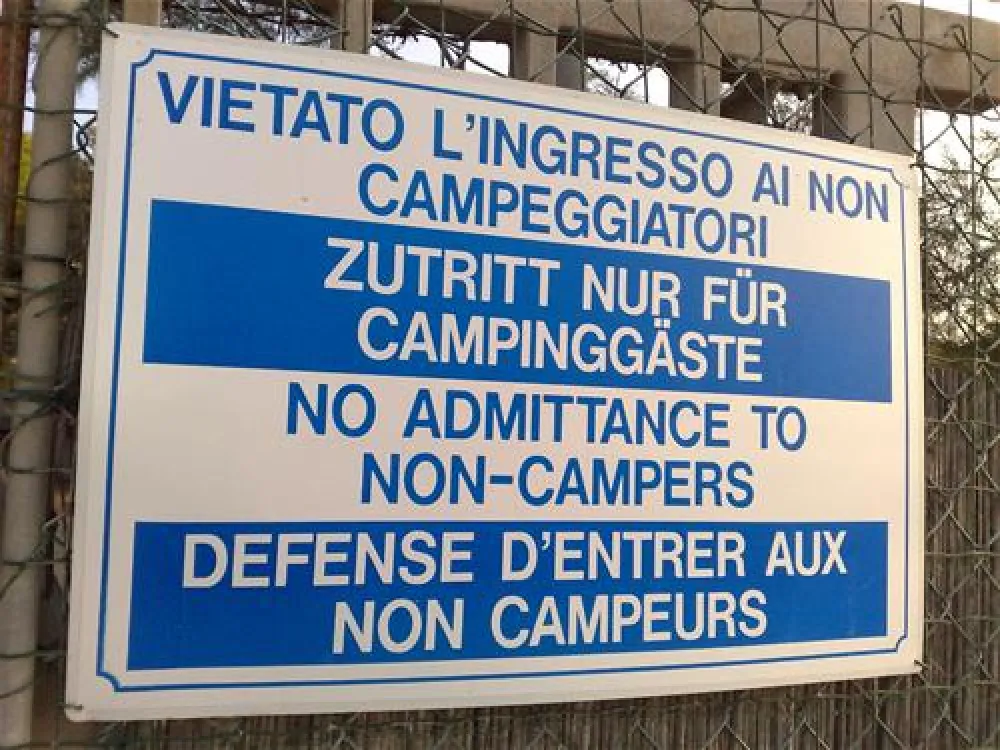 VIETATO L'INGRESSO AI NON
CAMPEGGIATORI
ZUTRITT NUR FÜR
CAMPINGGÄSTE
NO ADMITTANCE TO
NON-CAMPERS
DEFENSE D'ENTRER AUX
NON CAMPEURS